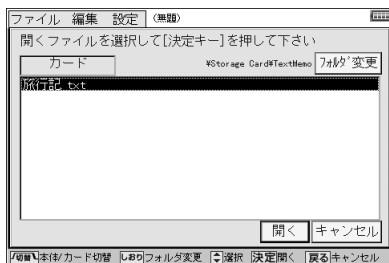 ファイル 編集 設定 (無題)
開くファイルを選択して[決定キー]を押して下さい
カード ¥Storage Card¥TextMemo ﾌｫﾙﾀﾞ変更
旅行記.txt
開く キャンセル
切替 本体/カード切替 しおり フォルダ変更 選択 決定 開く 戻る キャンセル